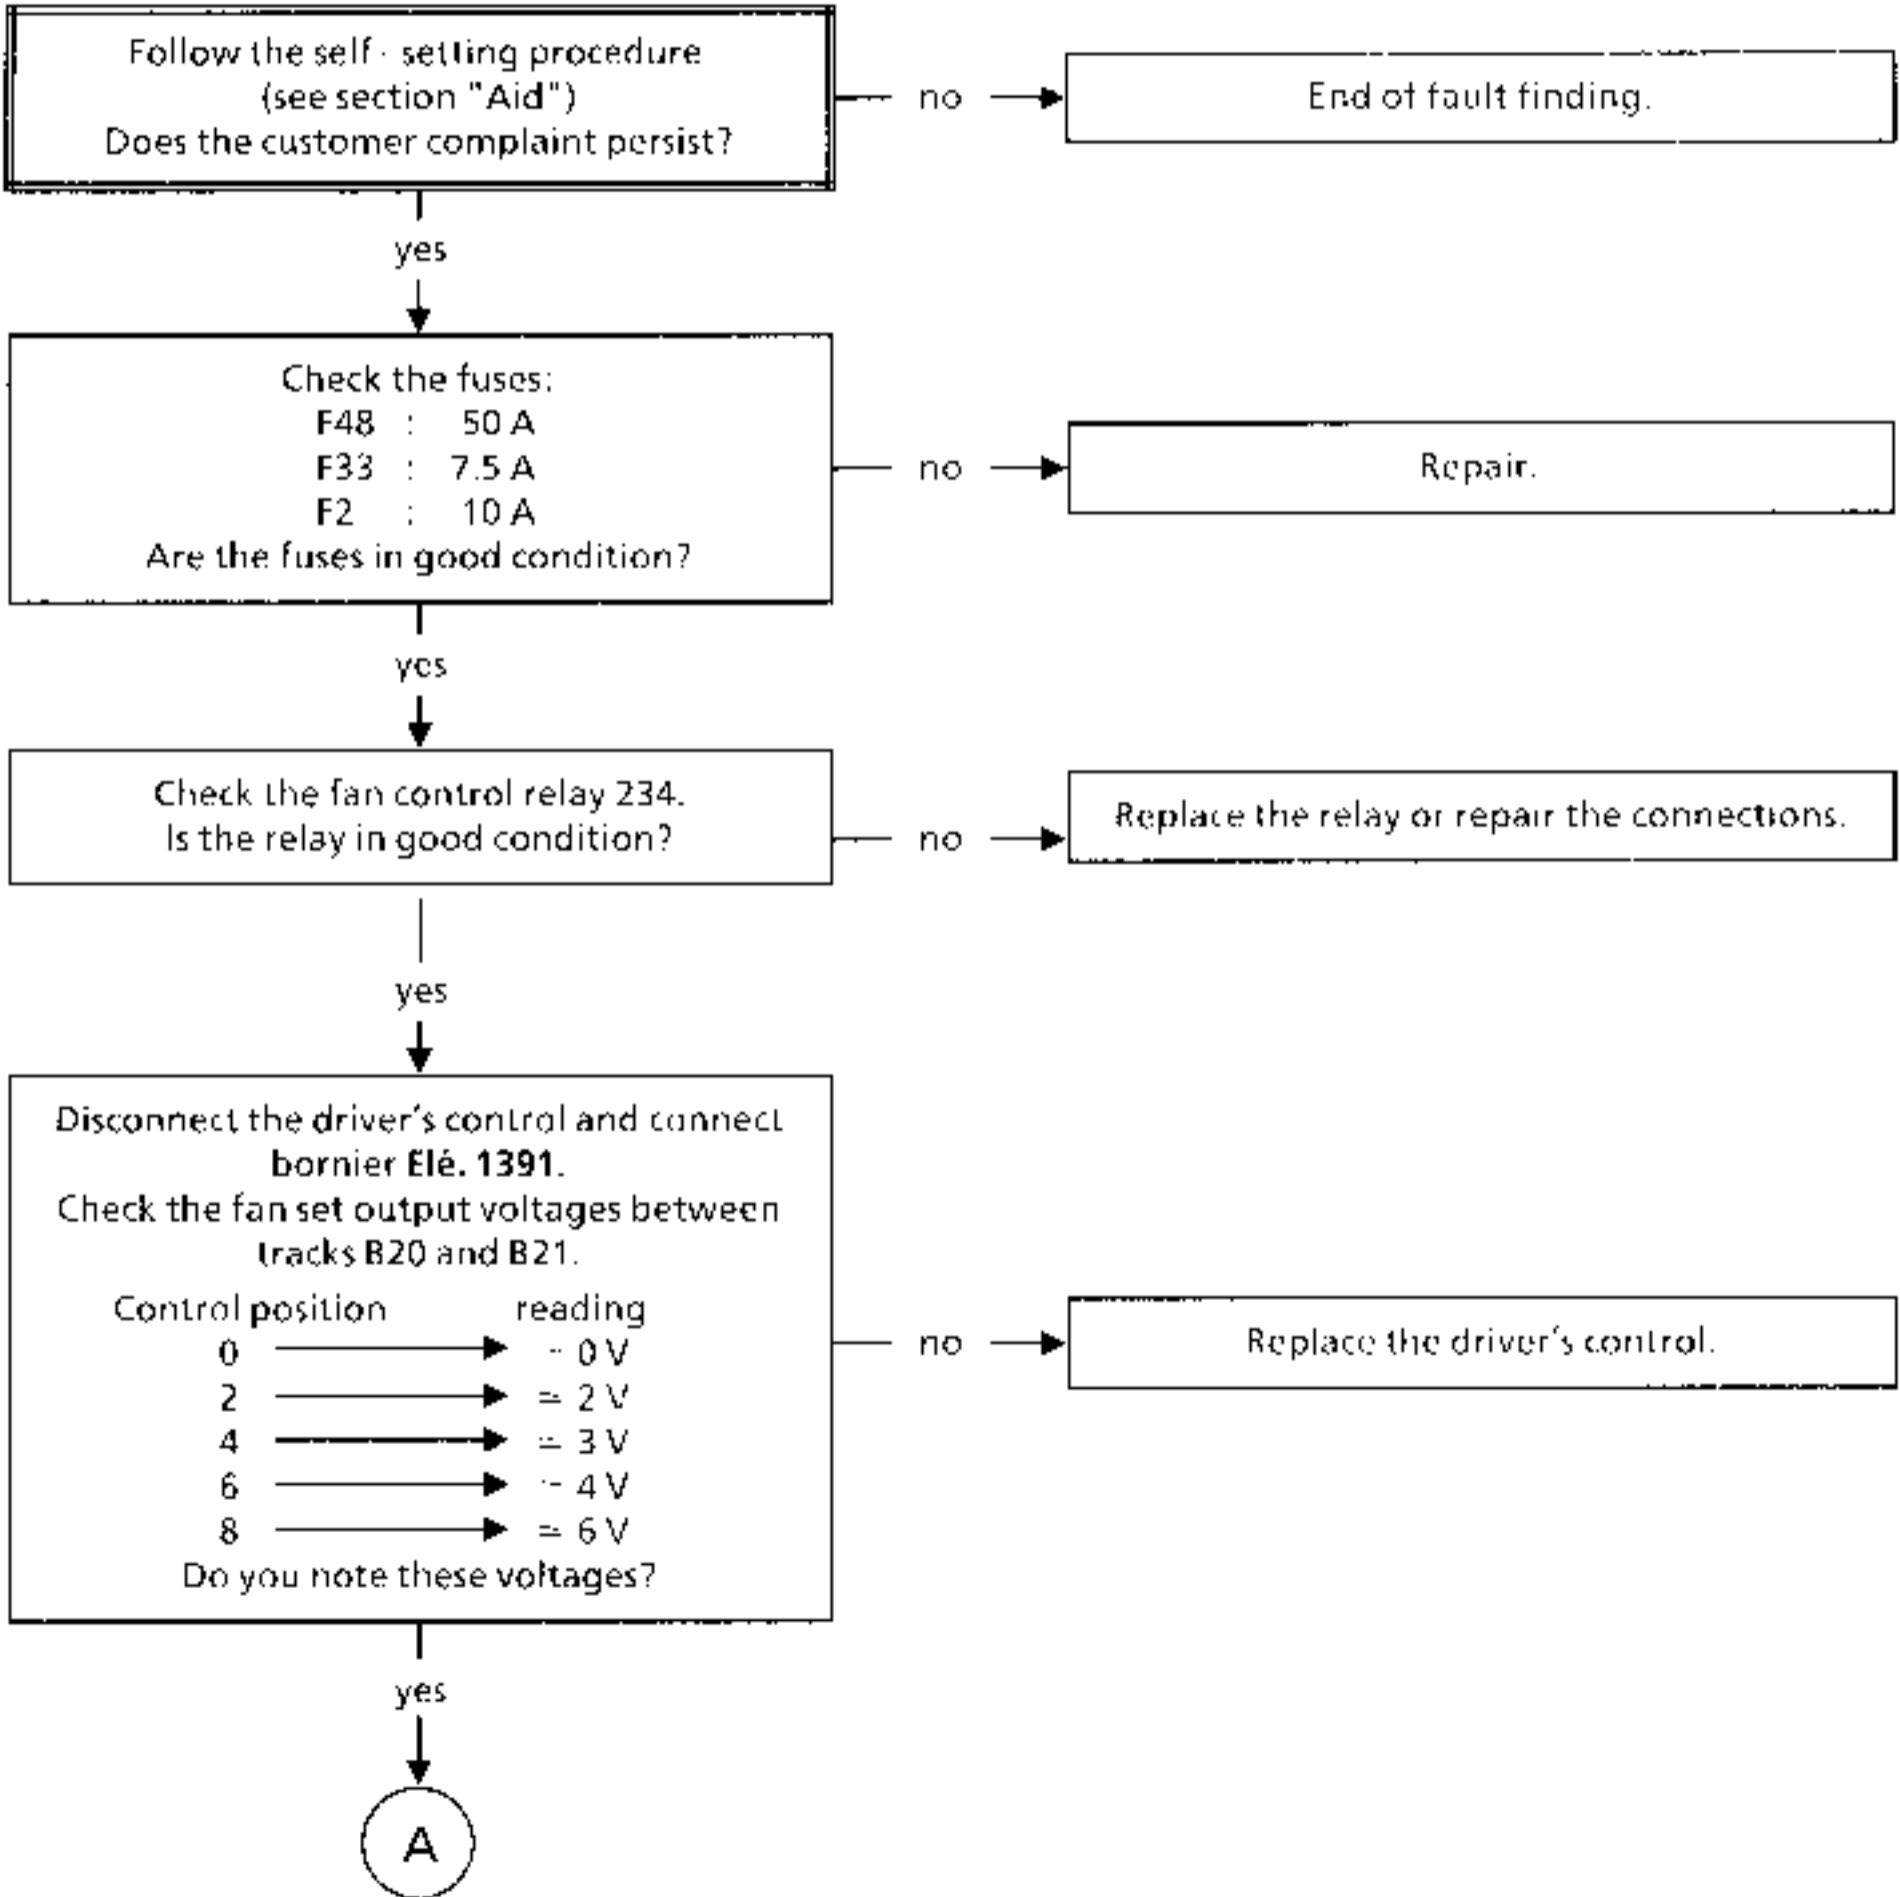 Follow the self - setting procedure
(see section "Aid")
Does the customer complaint persist?
no
End of fault finding.
yes
Check the fuses:
F48 : 50 A
F33 : 7.5 A
F2 : 10 A
Are the fuses in good condition?
no
Repair.
yes
Check the fan control relay 234.
Is the relay in good condition?
no
Replace the relay or repair the connections.
yes
Disconnect the driver's control and connect
bornier Elé. 1391.
Check the fan set output voltages between
tracks B20 and B21.
Control position reading
0 ≃ 0 V
2 ≃ 2 V
4 ≃ 3 V
6 ≃ 4 V
8 ≃ 6 V
Do you note these voltages?
no
Replace the driver's control.
yes
A